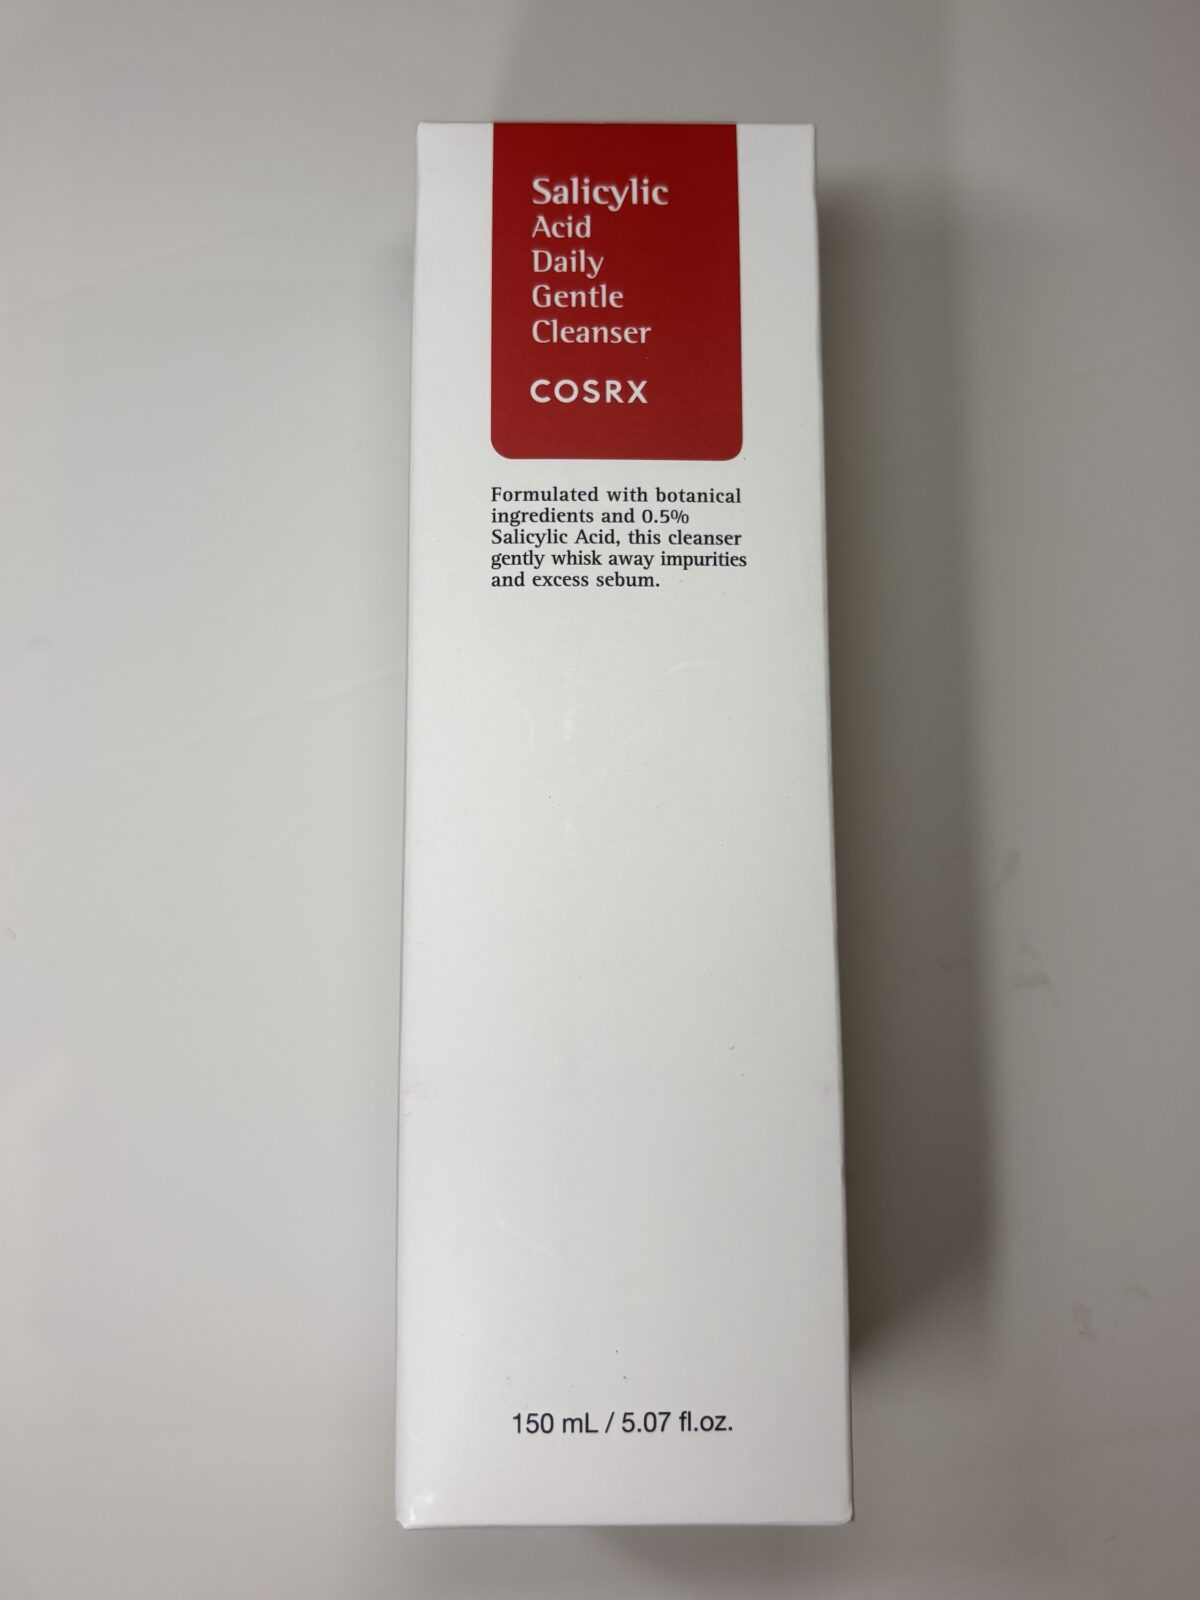 Salicylic
Acid
Daily
Gentle
Cleanser
COSRX
Formulated with botanical
ingredients and 0.5%
Salicylic Acid, this cleanser
gently whisk away impurities
and excess sebum.
150 mL / 5.07 fl.oz.